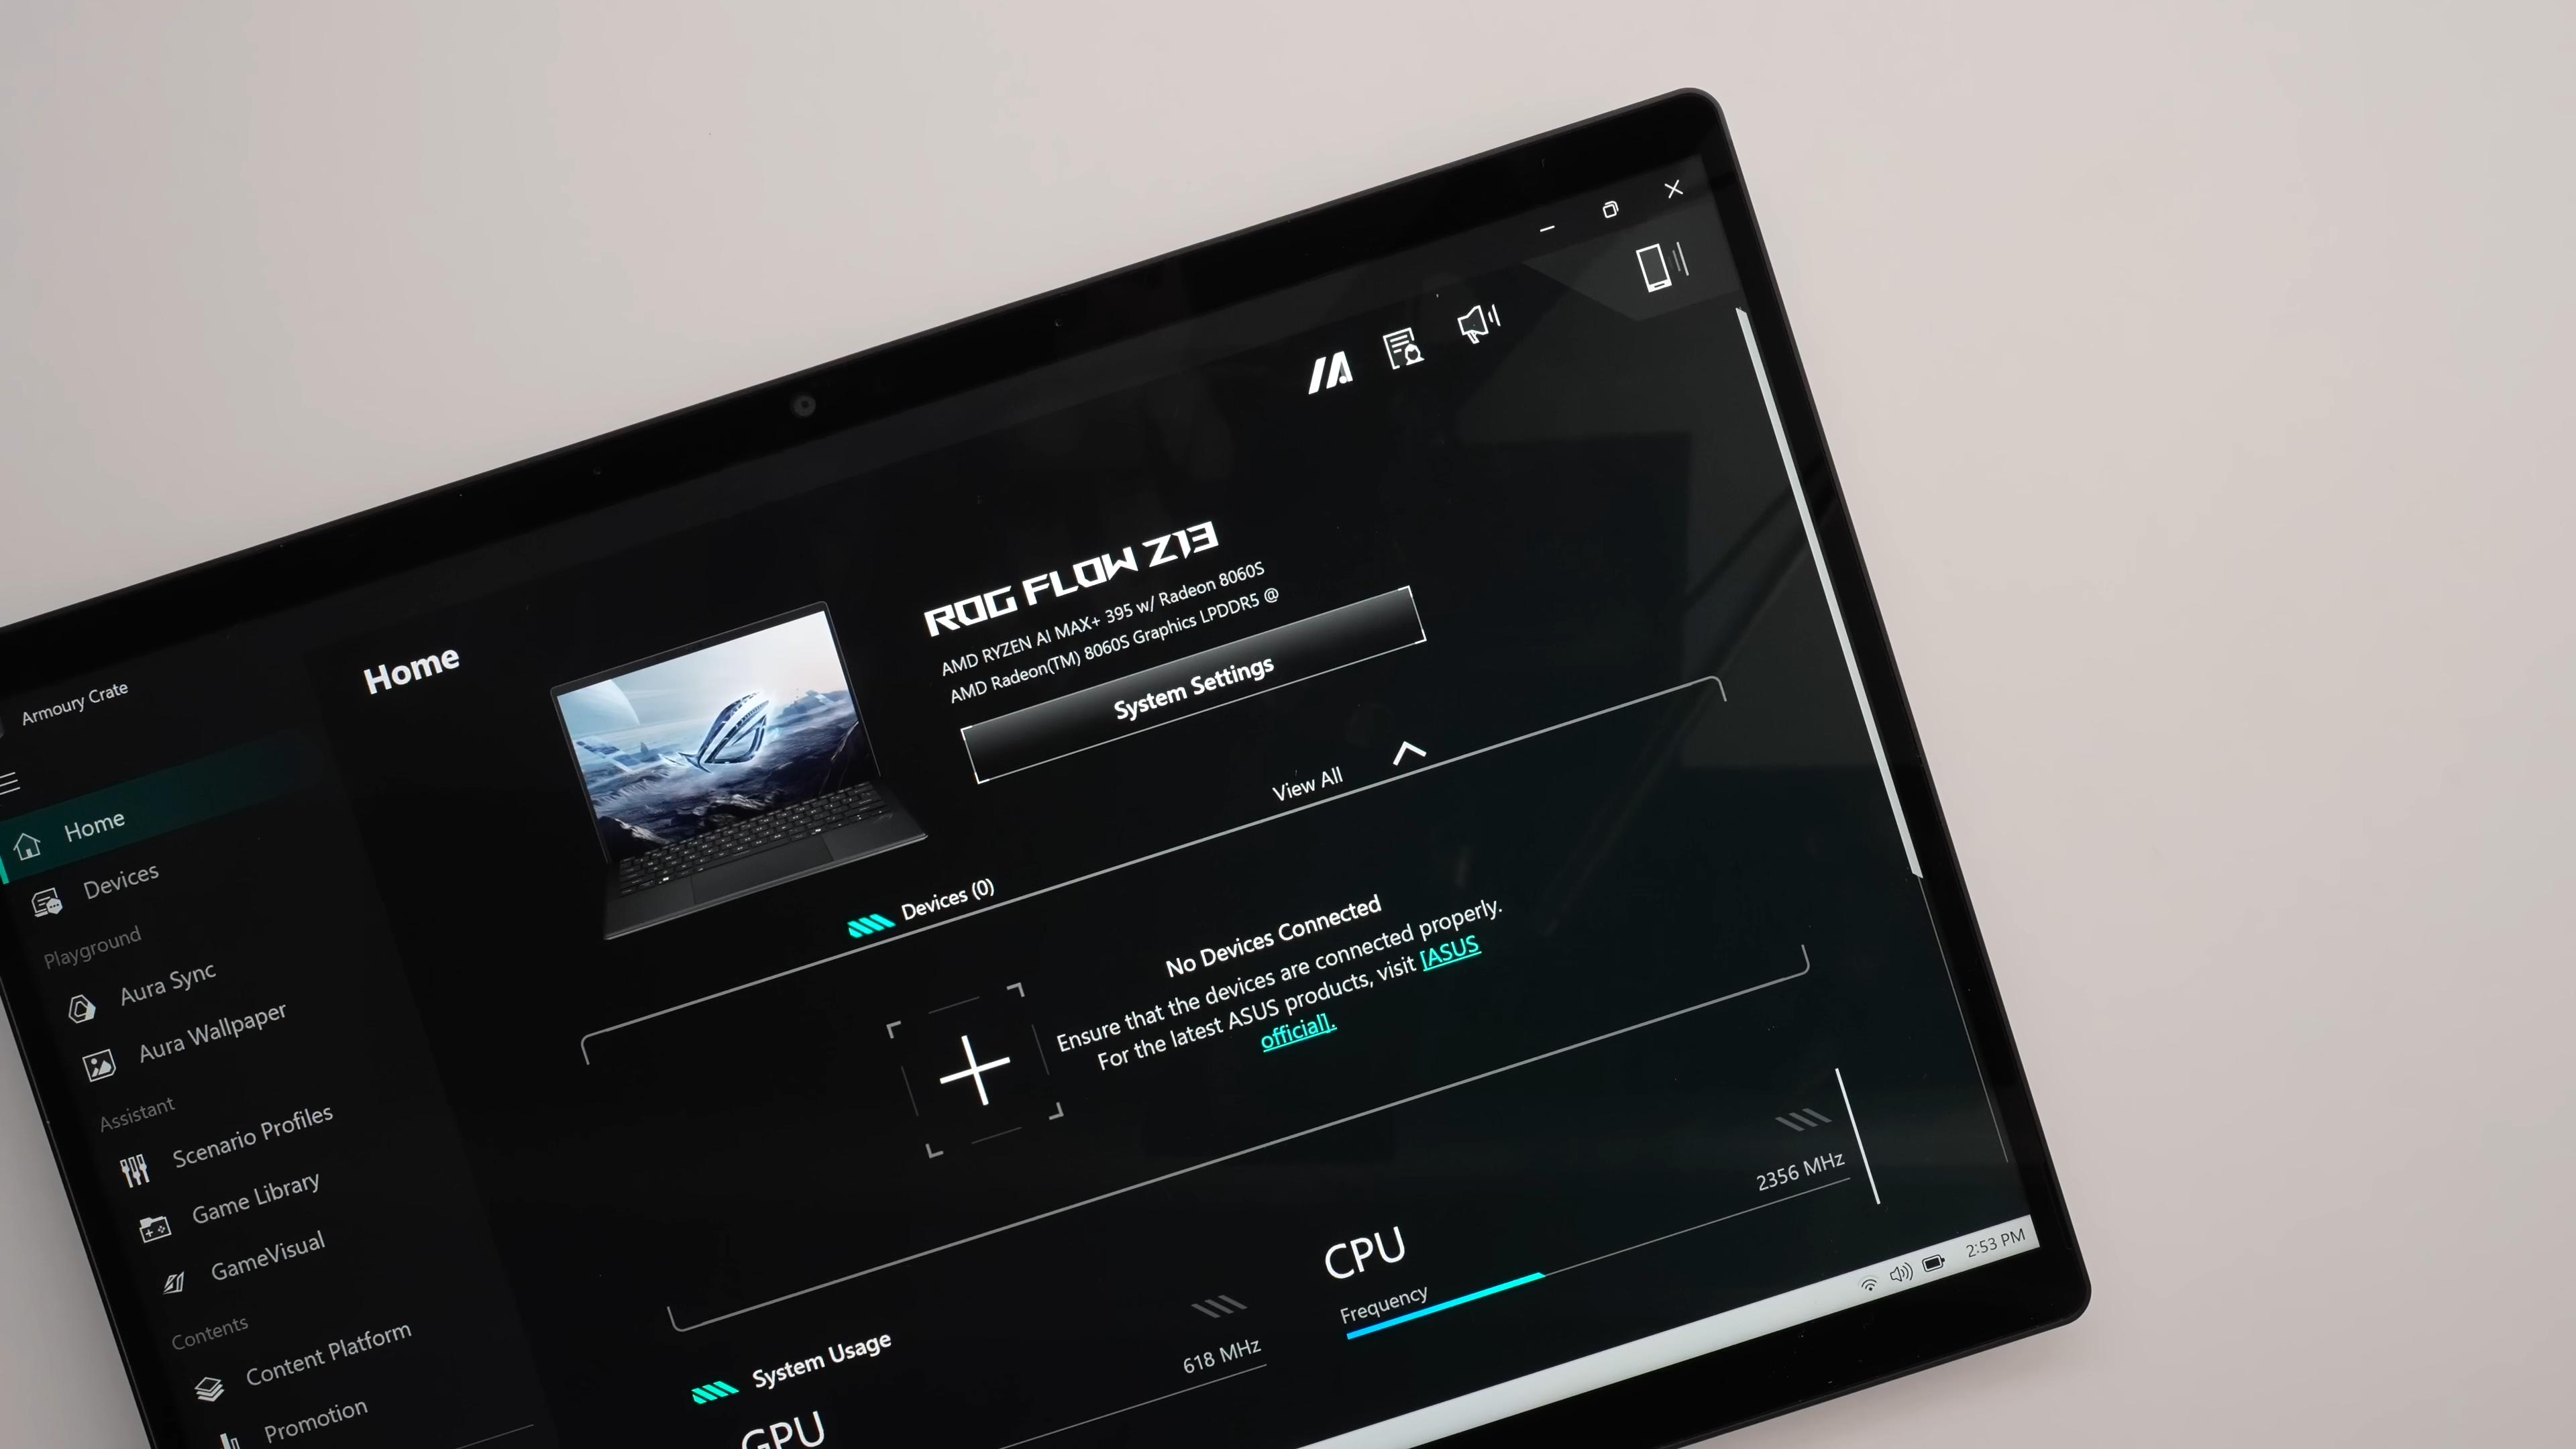 Armoury Crate
Home
Devices
Playground
Aura Sync
Aura Wallpaper
Assistant
Scenario Profiles
Game Library
GameVisual
Contents
Content Platform
Promotion
Home
ROG FLOW Z13
AMD RYZEN AI MAX+ 395 w/ Radeon 8060S
AMD Radeon(TM) 8060S Graphics LPDDR5 @
System Settings
View All
Devices (0)
No Devices Connected
Ensure that the devices are connected properly.
For the latest ASUS products, visit [ASUS
official].
System Usage
GPU
618 MHz
CPU
Frequency
2356 MHz
2:53 PM